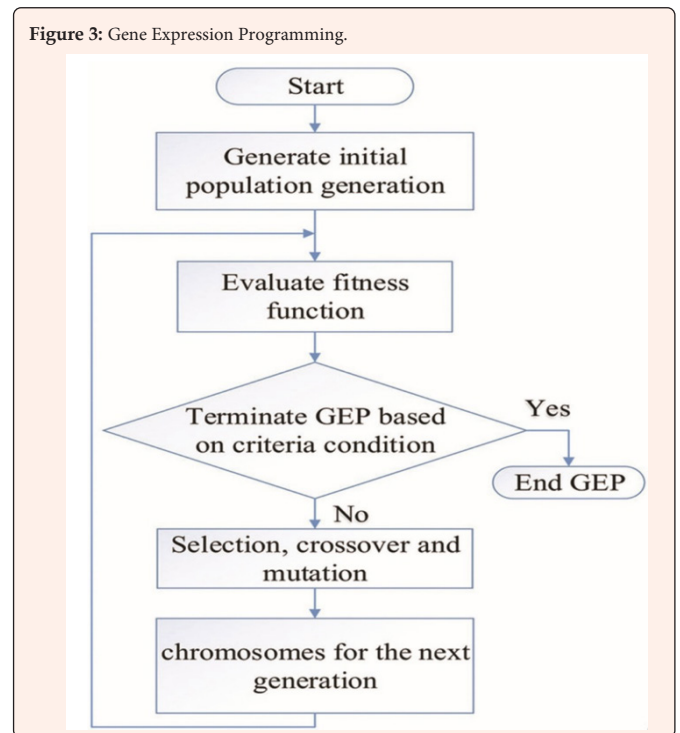 Figure 3: Gene Expression Programming.
Start
Generate initial
population generation
Evaluate fitness
function
Terminate GEP based
on criteria condition
Yes
End GEP
No
Selection, crossover and
mutation
chromosomes for the next
generation